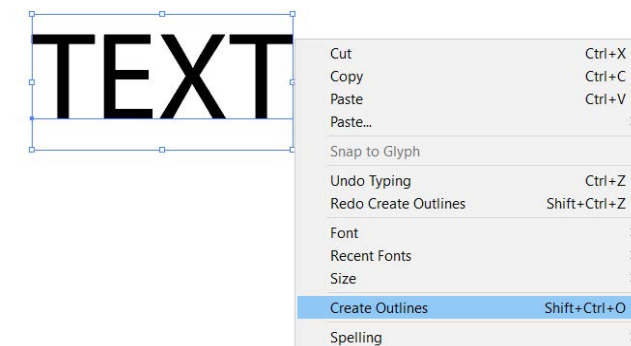 TEXT
Cut Ctrl+X
Copy Ctrl+C
Paste Ctrl+V
Paste...
Snap to Glyph
Undo Typing Ctrl+Z
Redo Create Outlines Shift+Ctrl+Z
Font
Recent Fonts
Size
Create Outlines Shift+Ctrl+O
Spelling